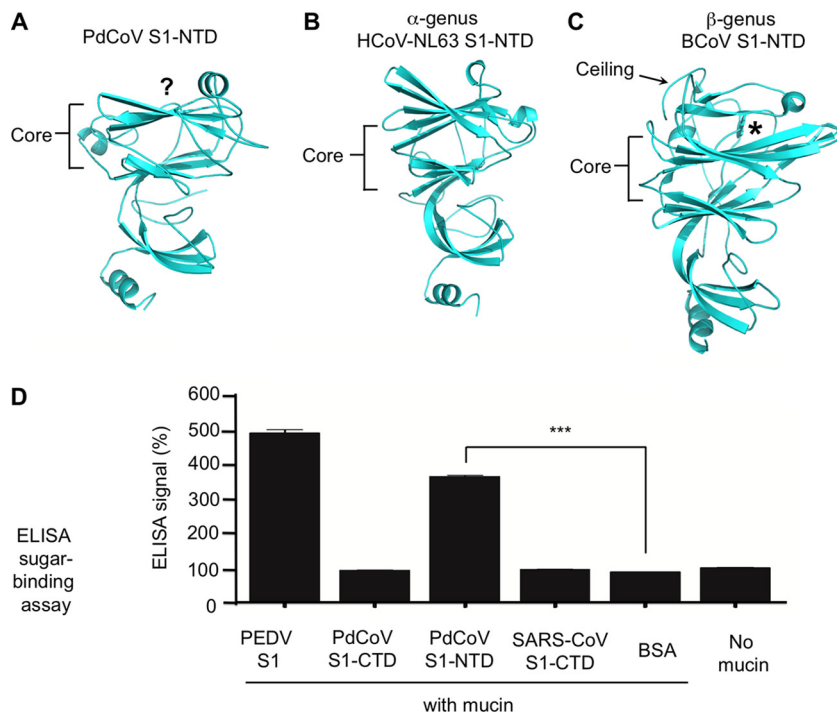 A
PdCoV S1-NTD
?
Core
B
α-genus
HCoV-NL63 S1-NTD
Core
C
β-genus
BCoV S1-NTD
Ceiling
*
Core
D
ELISA
sugar-
binding
assay
ELISA signal (%)
600
500
400
300
200
100
0
***
PEDV
S1
PdCoV
S1-CTD
PdCoV
S1-NTD
SARS-CoV
S1-CTD
BSA
No
mucin
with mucin